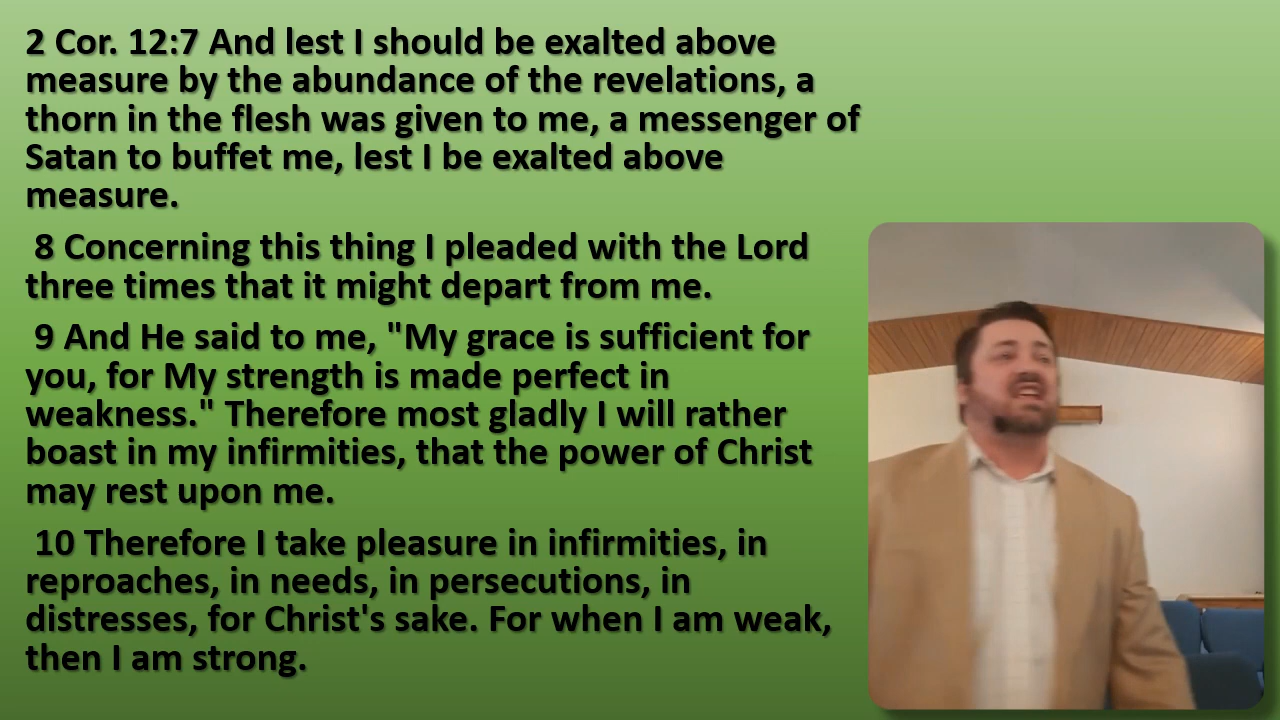 2 Cor. 12:7 And lest I should be exalted above
measure by the abundance of the revelations, a
thorn in the flesh was given to me, a messenger of
Satan to buffet me, lest I be exalted above
measure.
8 Concerning this thing I pleaded with the Lord
three times that it might depart from me.
9 And He said to me, "My grace is sufficient for
you, for My strength is made perfect in
weakness." Therefore most gladly I will rather
boast in my infirmities, that the power of Christ
may rest upon me.
10 Therefore I take pleasure in infirmities, in
reproaches, in needs, in persecutions, in
distresses, for Christ's sake. For when I am weak,
then I am strong.